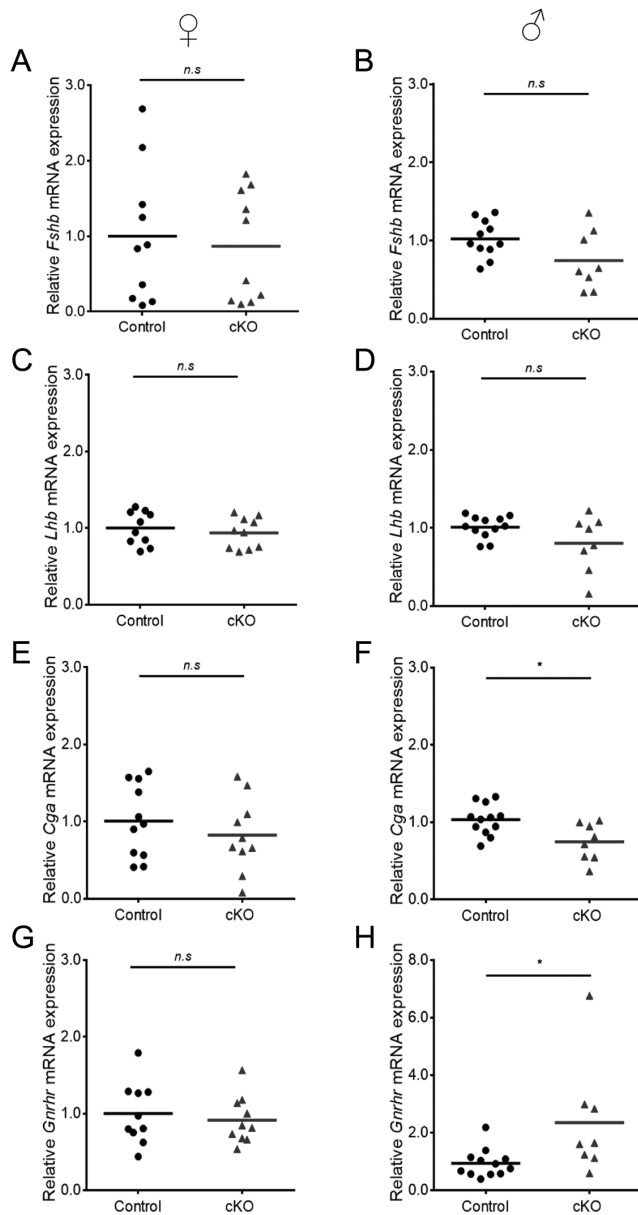 ♀ ♂
A
n.s
Relative Fshb mRNA expression
3.0
2.0
1.0
0.0
Control cKO
B
n.s
Relative Fshb mRNA expression
3.0
2.0
1.0
0.0
Control cKO
C
n.s
Relative Lhb mRNA expression
3.0
2.0
1.0
0.0
Control cKO
D
n.s
Relative Lhb mRNA expression
3.0
2.0
1.0
0.0
Control cKO
E
n.s
Relative Cga mRNA expression
3.0
2.0
1.0
0.0
Control cKO
F
*
Relative Cga mRNA expression
3.0
2.0
1.0
0.0
Control cKO
G
n.s
Relative Gnrhr mRNA expression
3.0
2.0
1.0
0.0
Control cKO
H
*
Relative Gnrhr mRNA expression
8.0
6.0
4.0
2.0
0.0
Control cKO